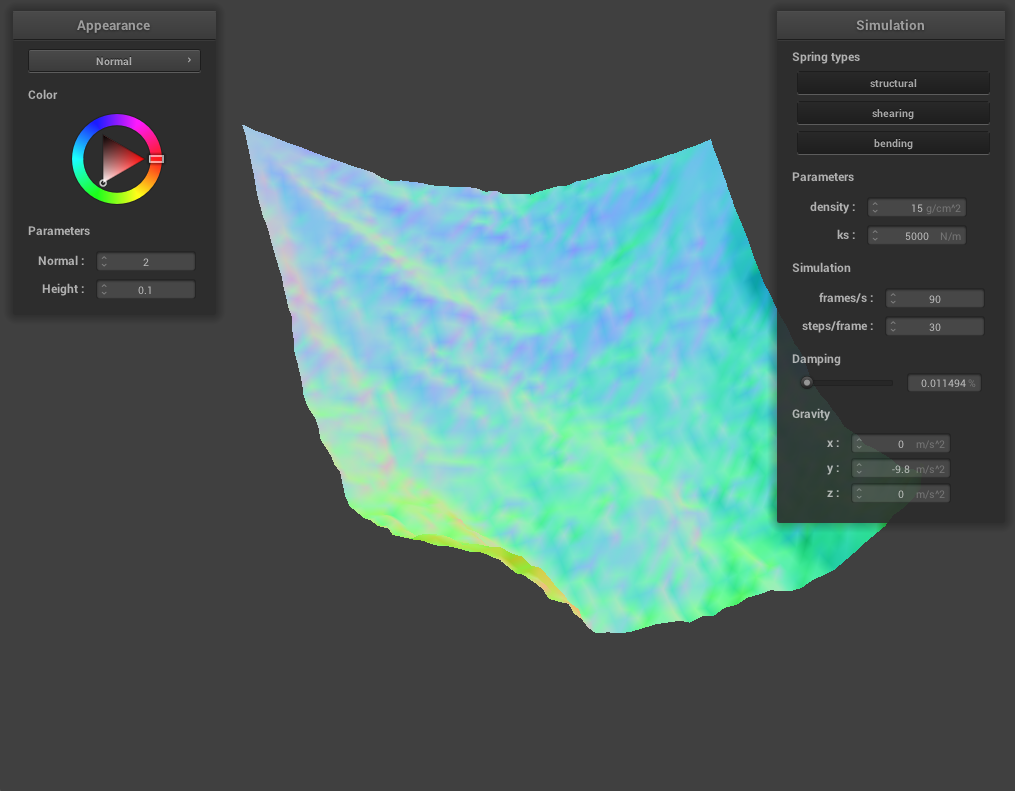 Appearance
Normal ›
Color
Parameters
Normal : 2
Height : 0.1
Simulation
Spring types
structural
shearing
bending
Parameters
density : 15 g/cm^2
ks : 5000 N/m
Simulation
frames/s : 90
steps/frame : 30
Damping
0.011494 %
Gravity
x : 0 m/s^2
y : -9.8 m/s^2
z : 0 m/s^2